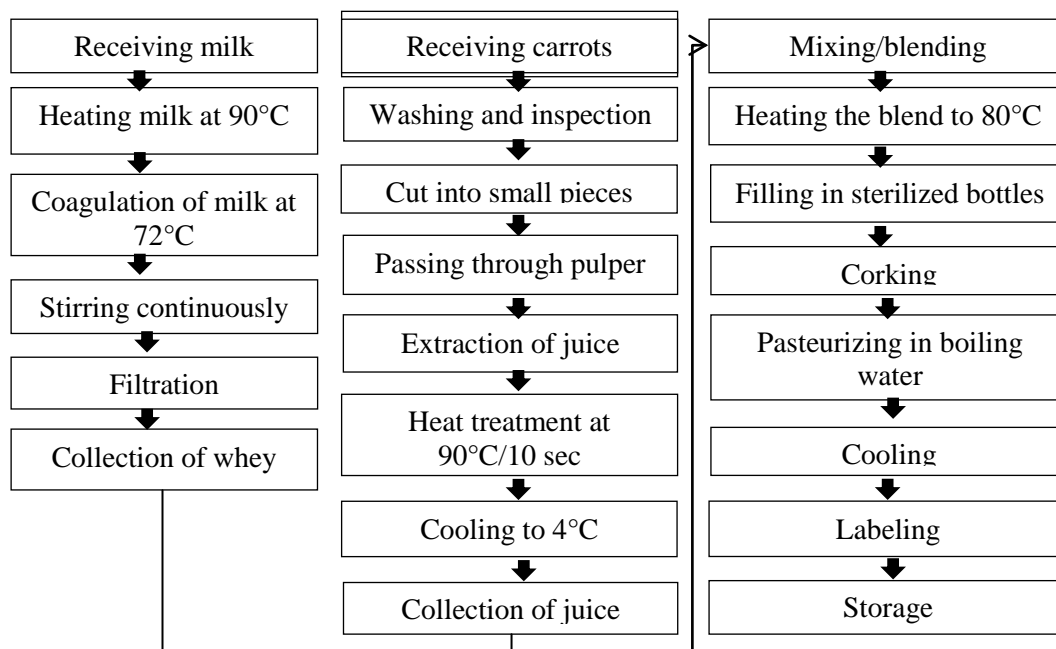 Receiving milk
Heating milk at 90°C
Coagulation of milk at
72°C
Stirring continuously
Filtration
Collection of whey
Receiving carrots
Washing and inspection
Cut into small pieces
Passing through pulper
Extraction of juice
Heat treatment at
90°C/10 sec
Cooling to 4°C
Collection of juice
Mixing/blending
Heating the blend to 80°C
Filling in sterilized bottles
Corking
Pasteurizing in boiling
water
Cooling
Labeling
Storage